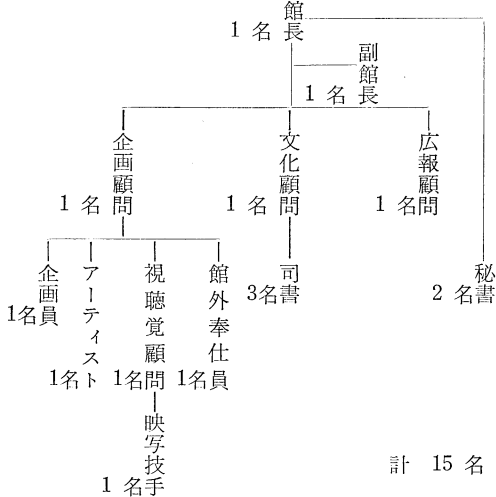 館長
1 名
副館長
1 名
企画顧問
1 名
文化顧問
1 名
広報顧問
1 名
企画員
1名
アーティスト
1名
視聴覚顧問
1名
館外奉仕員
1名
司書
3名
秘書
2 名
映写技手
1 名
計 15 名